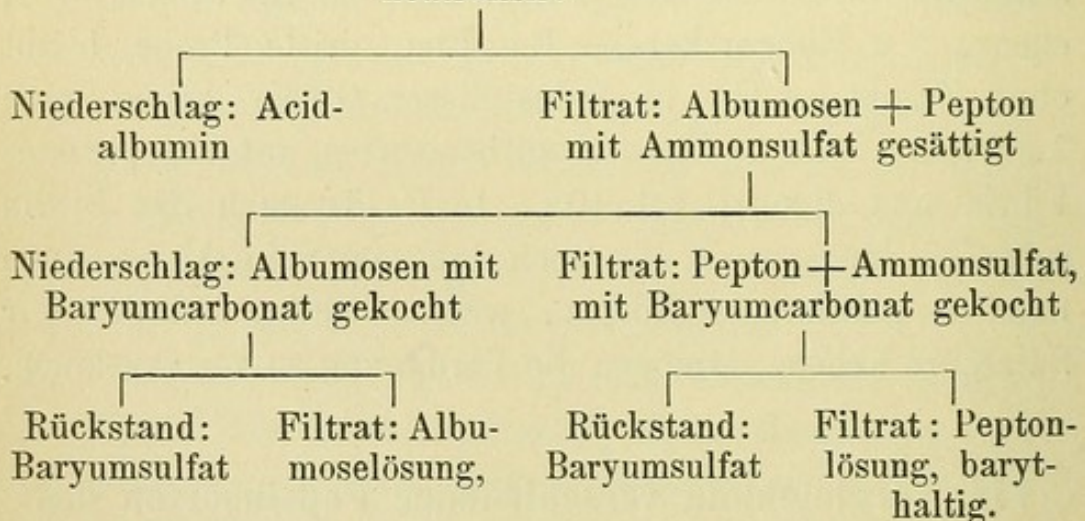 Niederschlag: Acid-
albumin
Filtrat: Albumosen + Pepton
mit Ammonsulfat gesättigt
Niederschlag: Albumosen mit
Baryumcarbonat gekocht
Filtrat: Pepton + Ammonsulfat,
mit Baryumcarbonat gekocht
Rückstand:
Baryumsulfat
Filtrat: Albu-
moselösung,
Rückstand:
Baryumsulfat
Filtrat: Pepton-
lösung, baryt-
haltig.